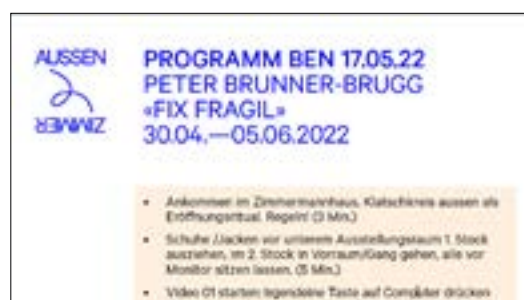 AUSSEN
ZIMMER
PROGRAMM BEN 17.05.22
PETER BRUNNER-BRUGG
«FIX FRAGIL»
30.04.—05.06.2022
• Ankommen im Zimmermannhaus. Klatschkreis aussen als
Eröffnungsritual. Regeln! (3 Min.)
• Schuhe /Jacken vor unterem Ausstellungsraum 1. Stock
ausziehen, im 2. Stock in Vorraum/Gang gehen, alle vor
Monitor sitzen lassen. (5 Min.)
• Video 01 starten: Irgendeine Taste auf Computer drücken